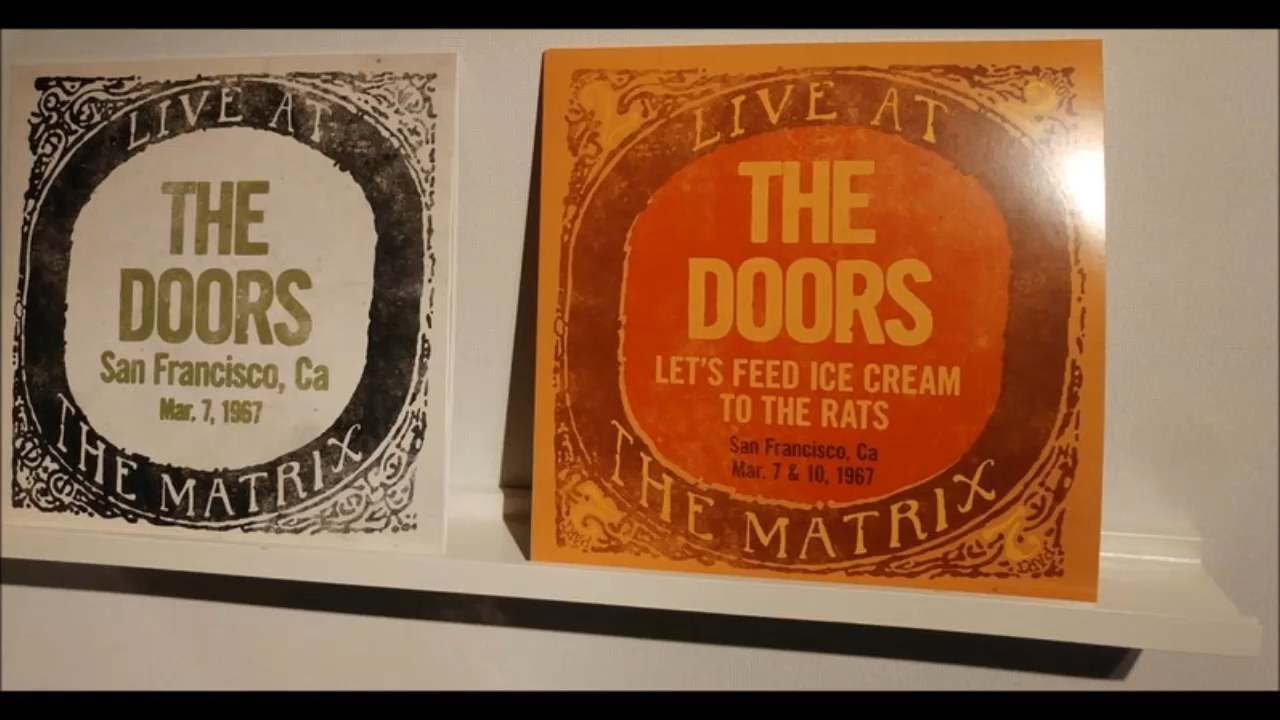 LIVE AT
THE
DOORS
San Francisco, Ca
Mar. 7, 1967
THE MATRIX
LIVE AT
THE
DOORS
LET'S FEED ICE CREAM
TO THE RATS
San Francisco, Ca
Mar. 7 & 10, 1967
THE MATRIX